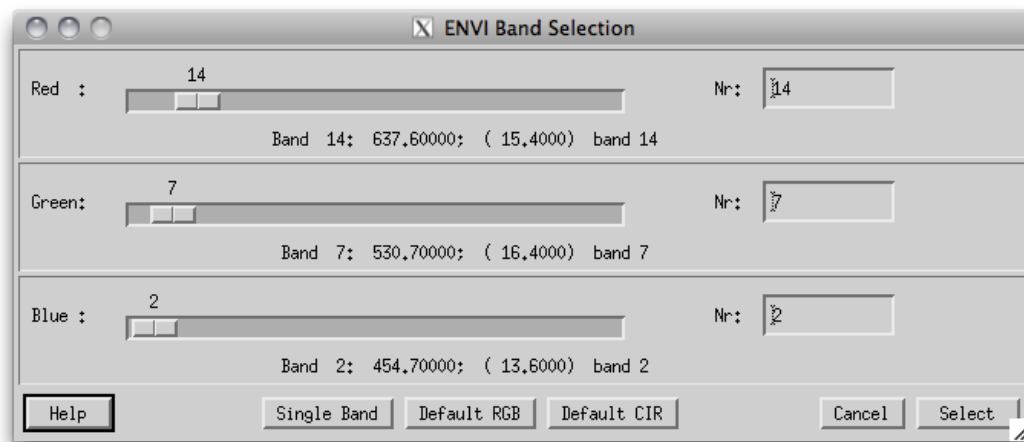 X ENVI Band Selection
14
Red : Nr: 14
Band 14: 637.60000; ( 15.4000) band 14
7
Green: Nr: 7
Band 7: 530.70000; ( 16.4000) band 7
2
Blue : Nr: 2
Band 2: 454.70000; ( 13.6000) band 2
Help Single Band Default RGB Default CIR Cancel Select